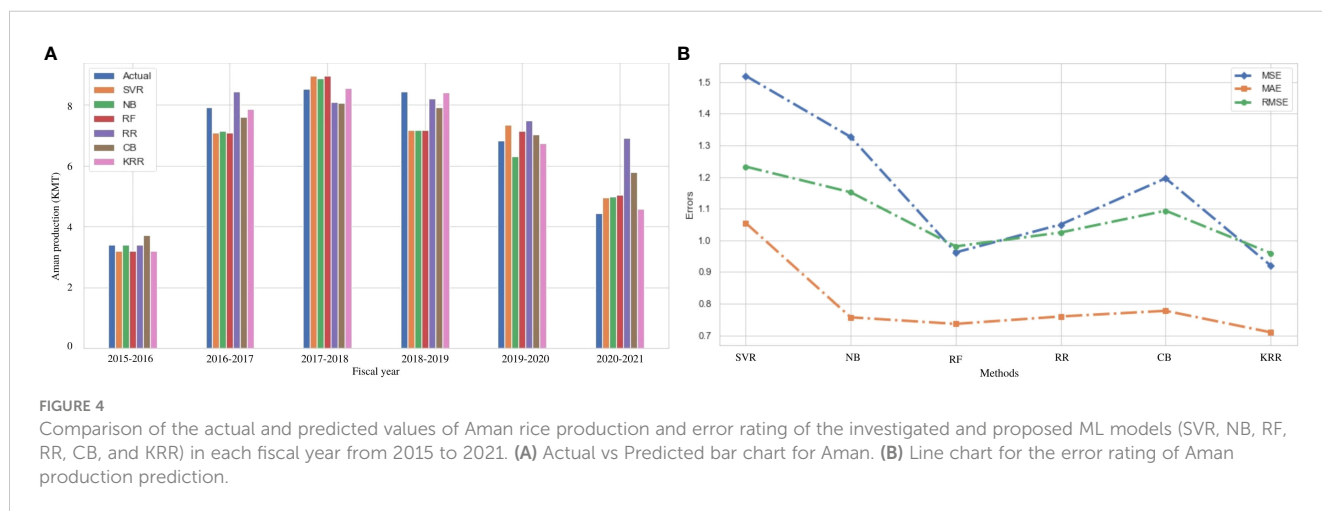 A
Actual
SVR
NB
RF
RR
CB
KRR
Aman production (KMT)
8
6
4
2
0
2015-2016
2016-2017
2017-2018
2018-2019
2019-2020
2020-2021
Fiscal year
B
MSE
MAE
RMSE
Errors
1.5
1.4
1.3
1.2
1.1
1.0
0.9
0.8
0.7
SVR
NB
RF
RR
CB
KRR
Methods
FIGURE 4
Comparison of the actual and predicted values of Aman rice production and error rating of the investigated and proposed ML models (SVR, NB, RF,
RR, CB, and KRR) in each fiscal year from 2015 to 2021. (A) Actual vs Predicted bar chart for Aman. (B) Line chart for the error rating of Aman
production prediction.